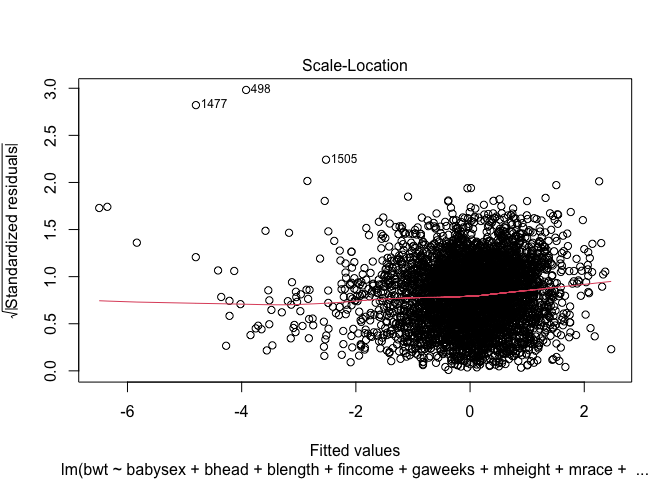 Scale-Location
√|Standardized residuals|
3.0
2.5
2.0
1.5
1.0
0.5
0.0
498
1477
1505
-6 -4 -2 0 2
Fitted values
lm(bwt ~ babysex + bhead + blength + fincome + gaweeks + mheight + mrace + ...